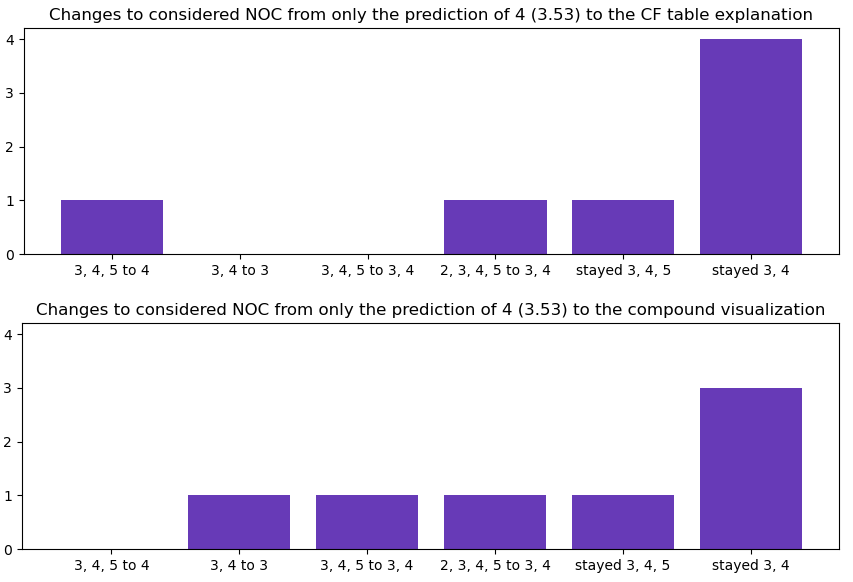 Changes to considered NOC from only the prediction of 4 (3.53) to the CF table explanation
4
3
2
1
0
3, 4, 5 to 4
3, 4 to 3
3, 4, 5 to 3, 4
2, 3, 4, 5 to 3, 4
stayed 3, 4, 5
stayed 3, 4
Changes to considered NOC from only the prediction of 4 (3.53) to the compound visualization
4
3
2
1
0
3, 4, 5 to 4
3, 4 to 3
3, 4, 5 to 3, 4
2, 3, 4, 5 to 3, 4
stayed 3, 4, 5
stayed 3, 4